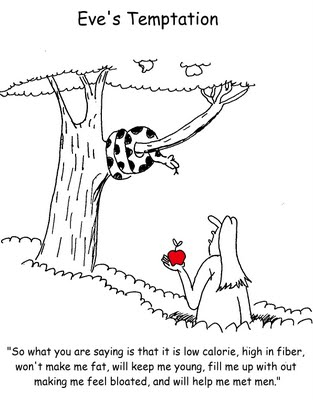 Eve's Temptation
"So what you are saying is that it is low calorie, high in fiber,
won't make me fat, will keep me young, fill me up with out
making me feel bloated, and will help me met men."